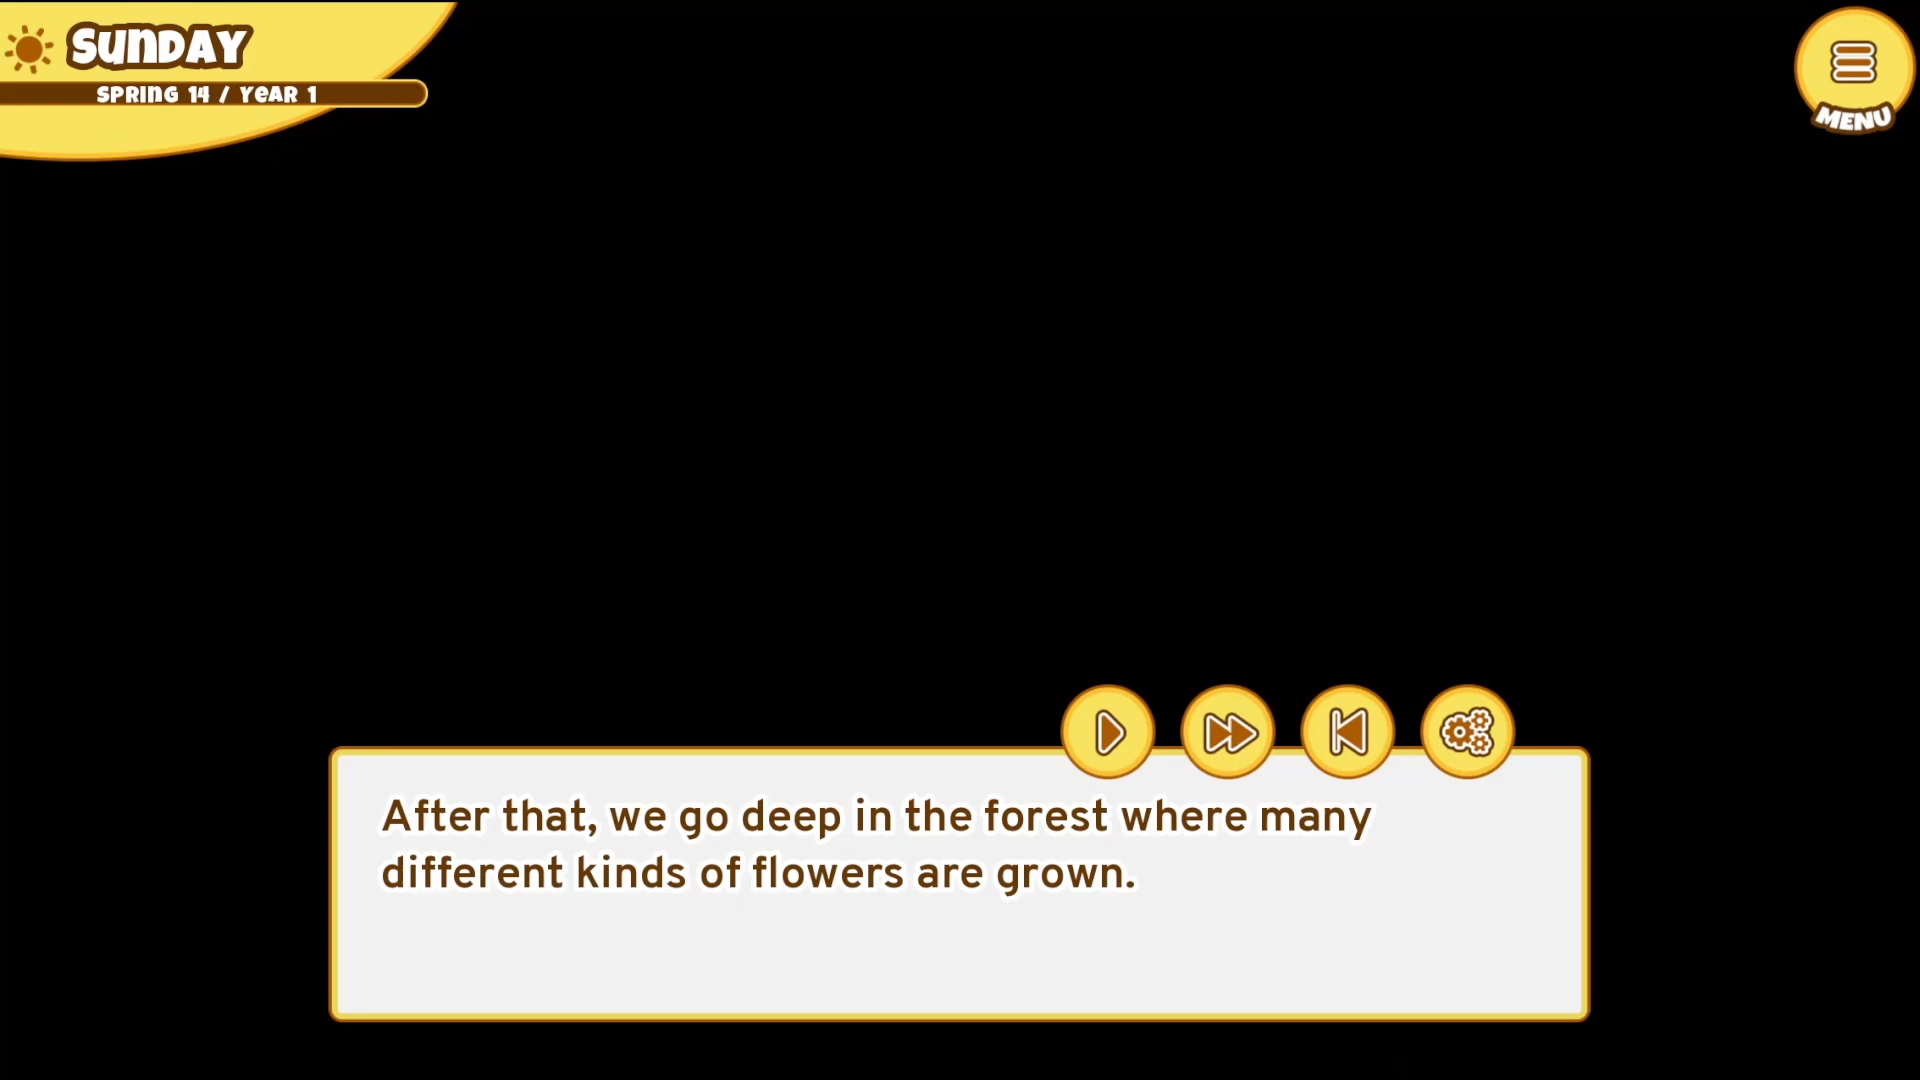 SUNDAY
SPRING 14 / YEAR 1
MENU
After that, we go deep in the forest where many
different kinds of flowers are grown.